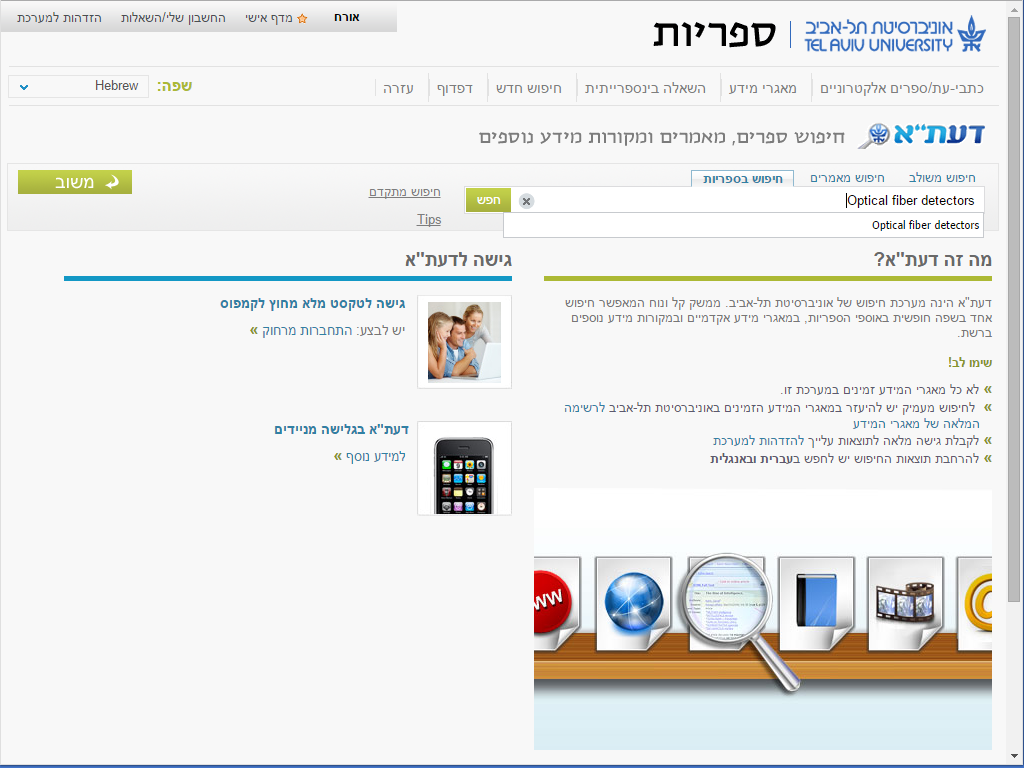 אורח
מדף אישי
החשבון שלי/השאלות
הזדהות למערכת
אוניברסיטת תל-אביב
TEL AVIV UNIVERSITY
ספריות
כתבי-עת/ספרים אלקטרוניים
מאגרי מידע
השאלה בינספרייתית
חיפוש חדש
דפדוף
עזרה
שפה:
Hebrew
דעת"א
חיפוש ספרים, מאמרים ומקורות מידע נוספים
חיפוש משולב
חיפוש מאמרים
חיפוש בספריות
Optical fiber detectors
חפש
חיפוש מתקדם
משוב
Optical fiber detectors
Tips
מה זה דעת"א?
דעת"א הינה מערכת חיפוש של אוניברסיטת תל-אביב. ממשק קל ונוח המאפשר חיפוש
אחד בשפה חופשית באוספי הספריות, במאגרי מידע אקדמיים ובמקורות מידע נוספים
ברשת.
שימו לב!
» לא כל מאגרי המידע זמינים במערכת זו.
» לחיפוש מעמיק יש להיעזר במאגרי המידע הזמינים באוניברסיטת תל-אביב לרשימה
המלאה של מאגרי המידע
» לקבלת גישה מלאה לתוצאות עלייך להזדהות למערכת
» להרחבת תוצאות החיפוש יש לחפש בעברית ובאנגלית
גישה לדעת"א
גישה לטקסט מלא מחוץ לקמפוס
יש לבצע: התחברות מרחוק »
דעת"א בגלישה מניידים
למידע נוסף »
WW
@